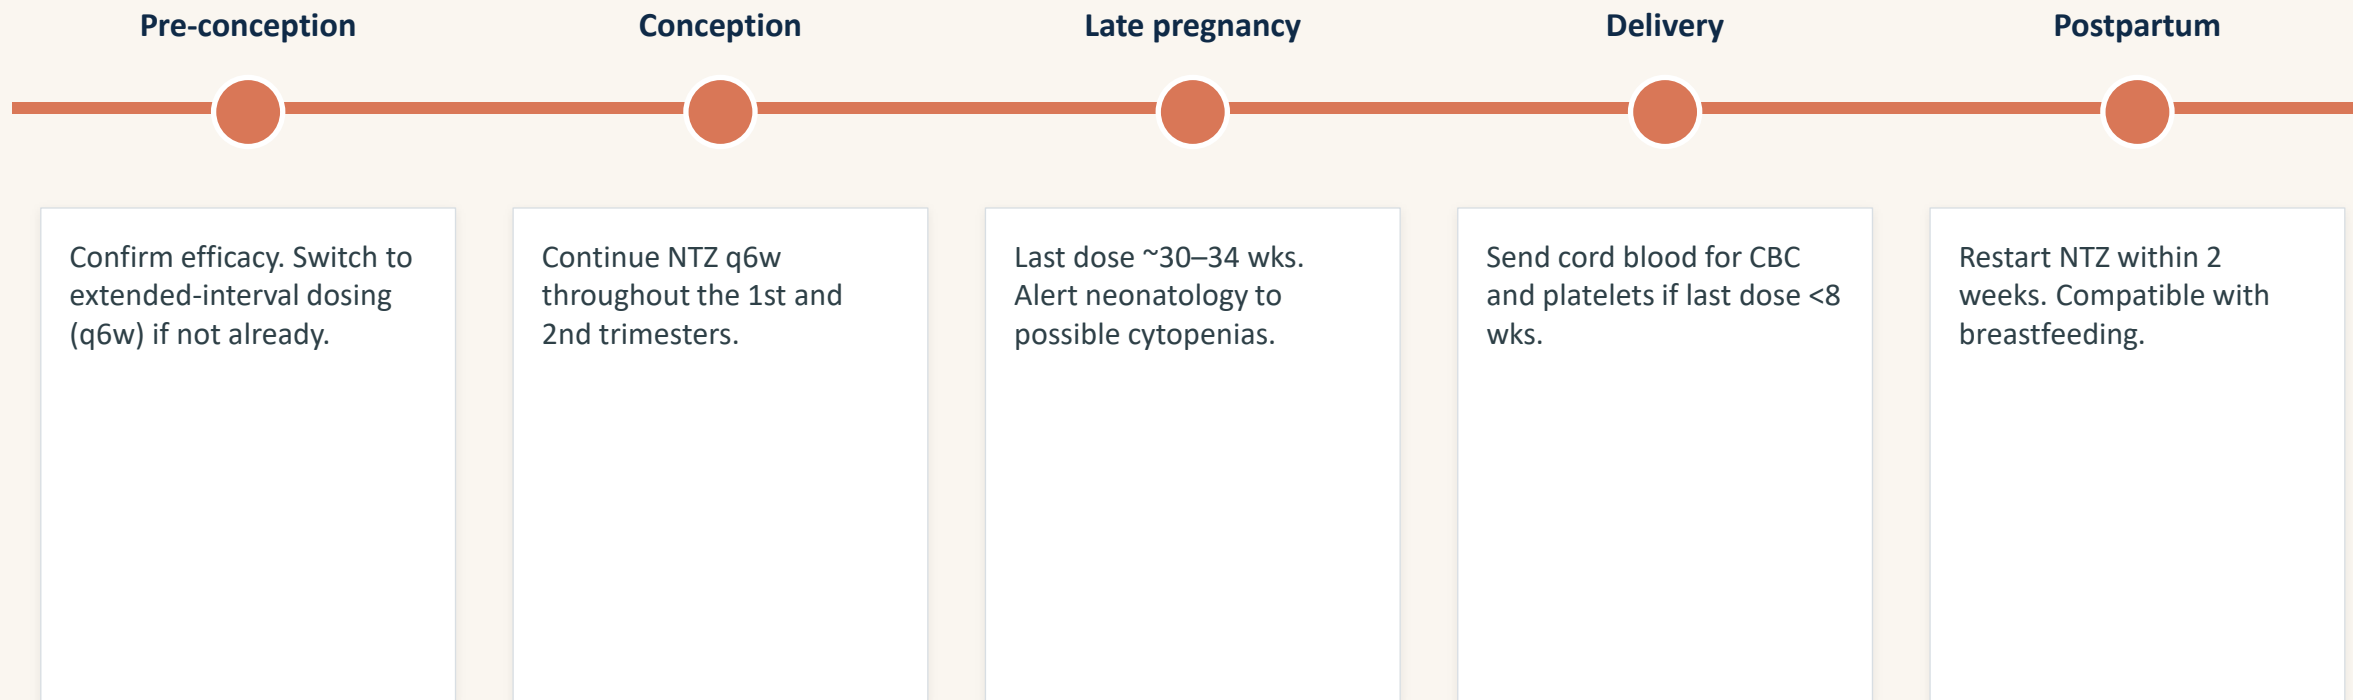 Pre-conception
Conception
Late pregnancy
Delivery
Postpartum
Confirm efficacy. Switch to
extended-interval dosing
(q6w) if not already.
Continue NTZ q6w
throughout the 1st and
2nd trimesters.
Last dose ~30–34 wks.
Alert neonatology to
possible cytopenias.
Send cord blood for CBC
and platelets if last dose <8
wks.
Restart NTZ within 2
weeks. Compatible with
breastfeeding.